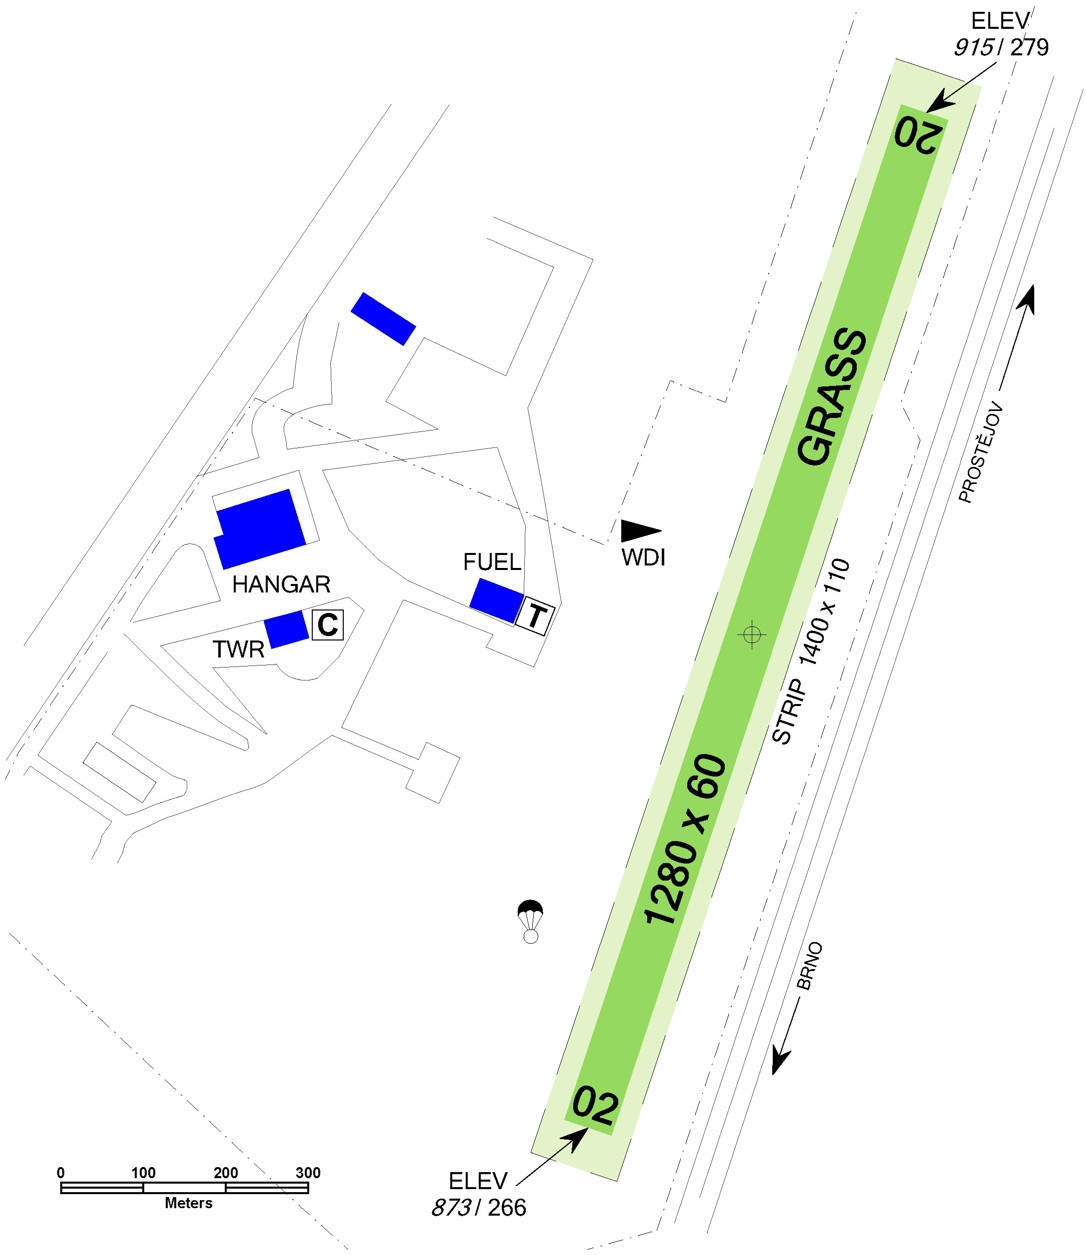 ELEV
915 / 279
20
GRASS
PROSTĚJOV
WDI
FUEL
T
HANGAR
C
TWR
STRIP 1400 x 110
1280 x 60
BRNO
02
ELEV
873 / 266
0 100 200 300
Meters